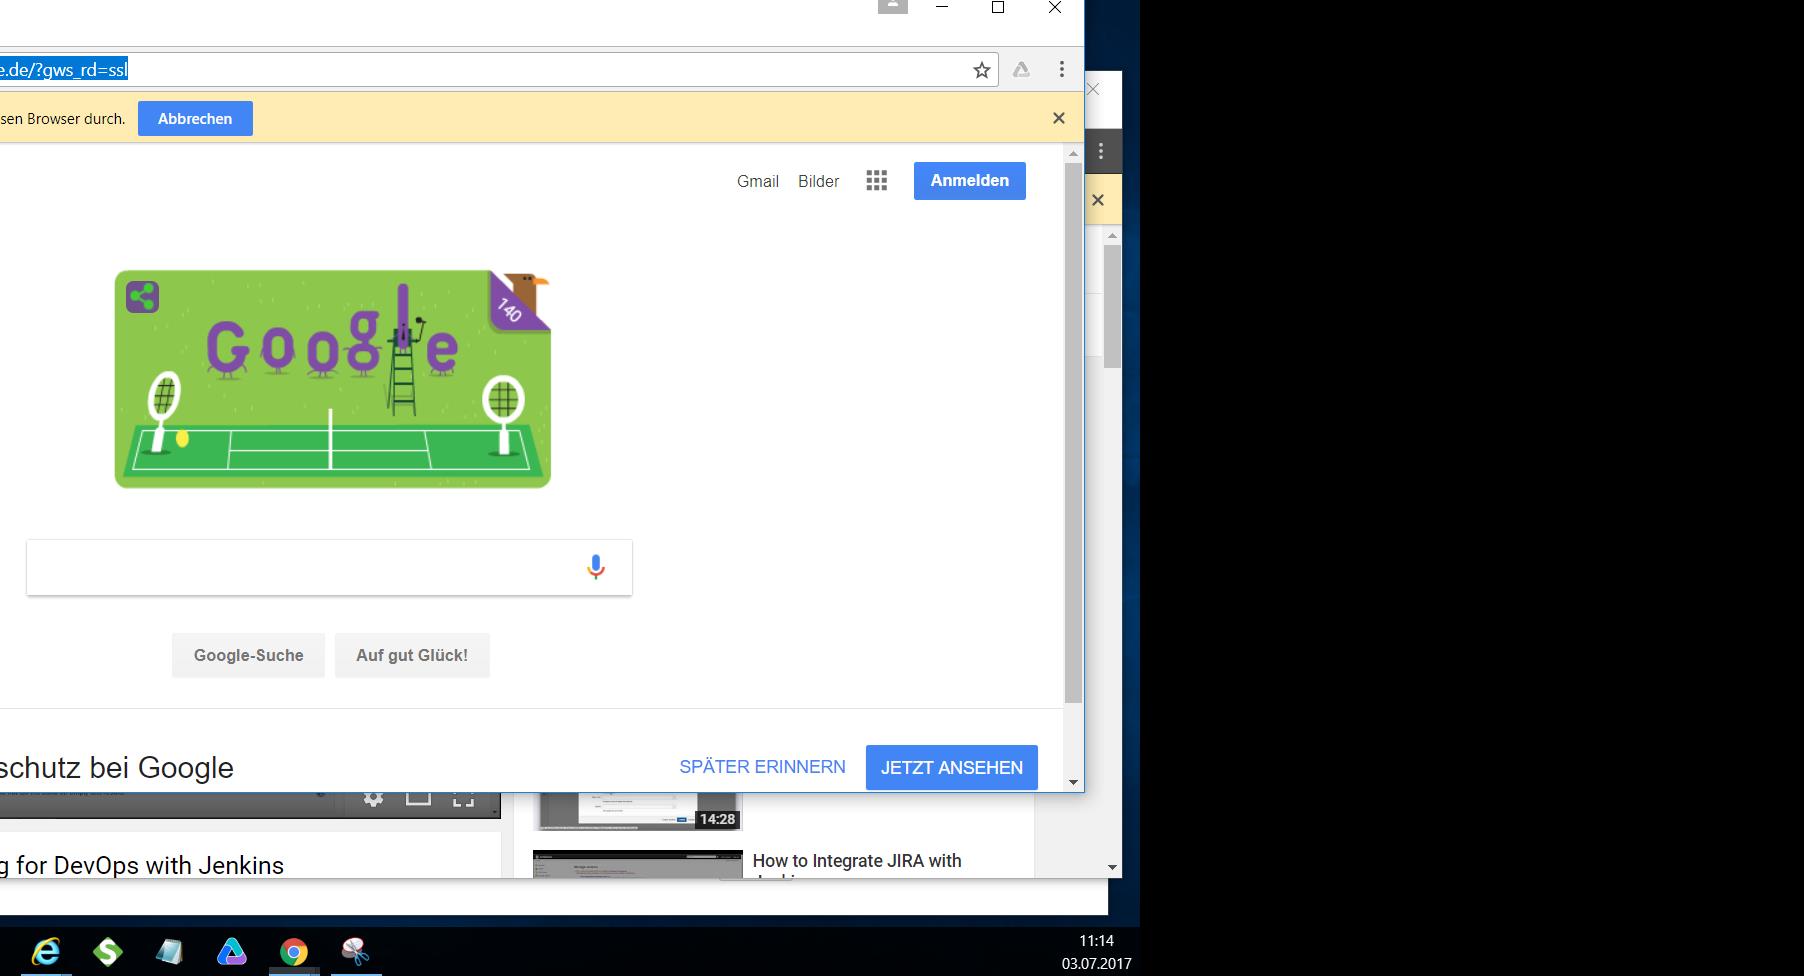 e.de/?gws_rd=ssl
sen Browser durch. Abbrechen
Gmail Bilder Anmelden
140
Google
Google-Suche Auf gut Glück!
schutz bei Google SPÄTER ERINNERN JETZT ANSEHEN
14:28
g for DevOps with Jenkins
How to Integrate JIRA with
11:14
03.07.2017